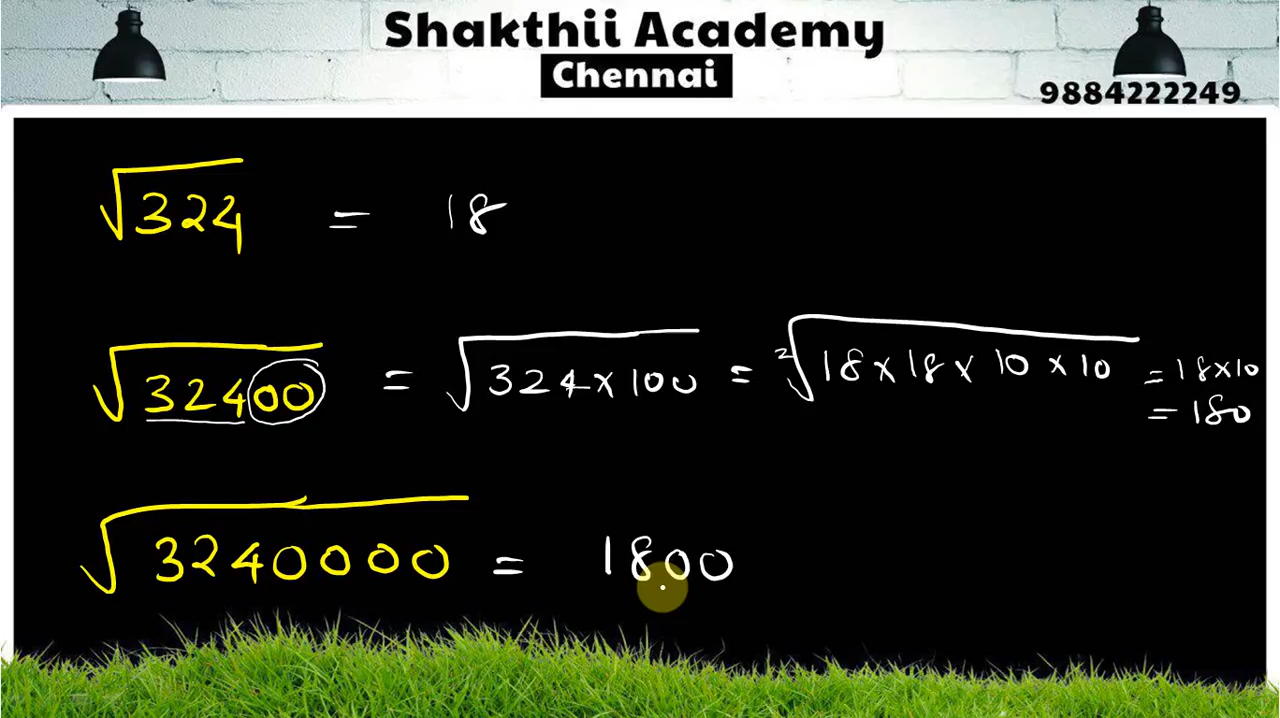 Shakthii Academy
Chennai
9884222249
√324 = 18
√32400 = √324×100 = ²√18×18×10×10 = 18×10
= 180
√3240000 = 1800